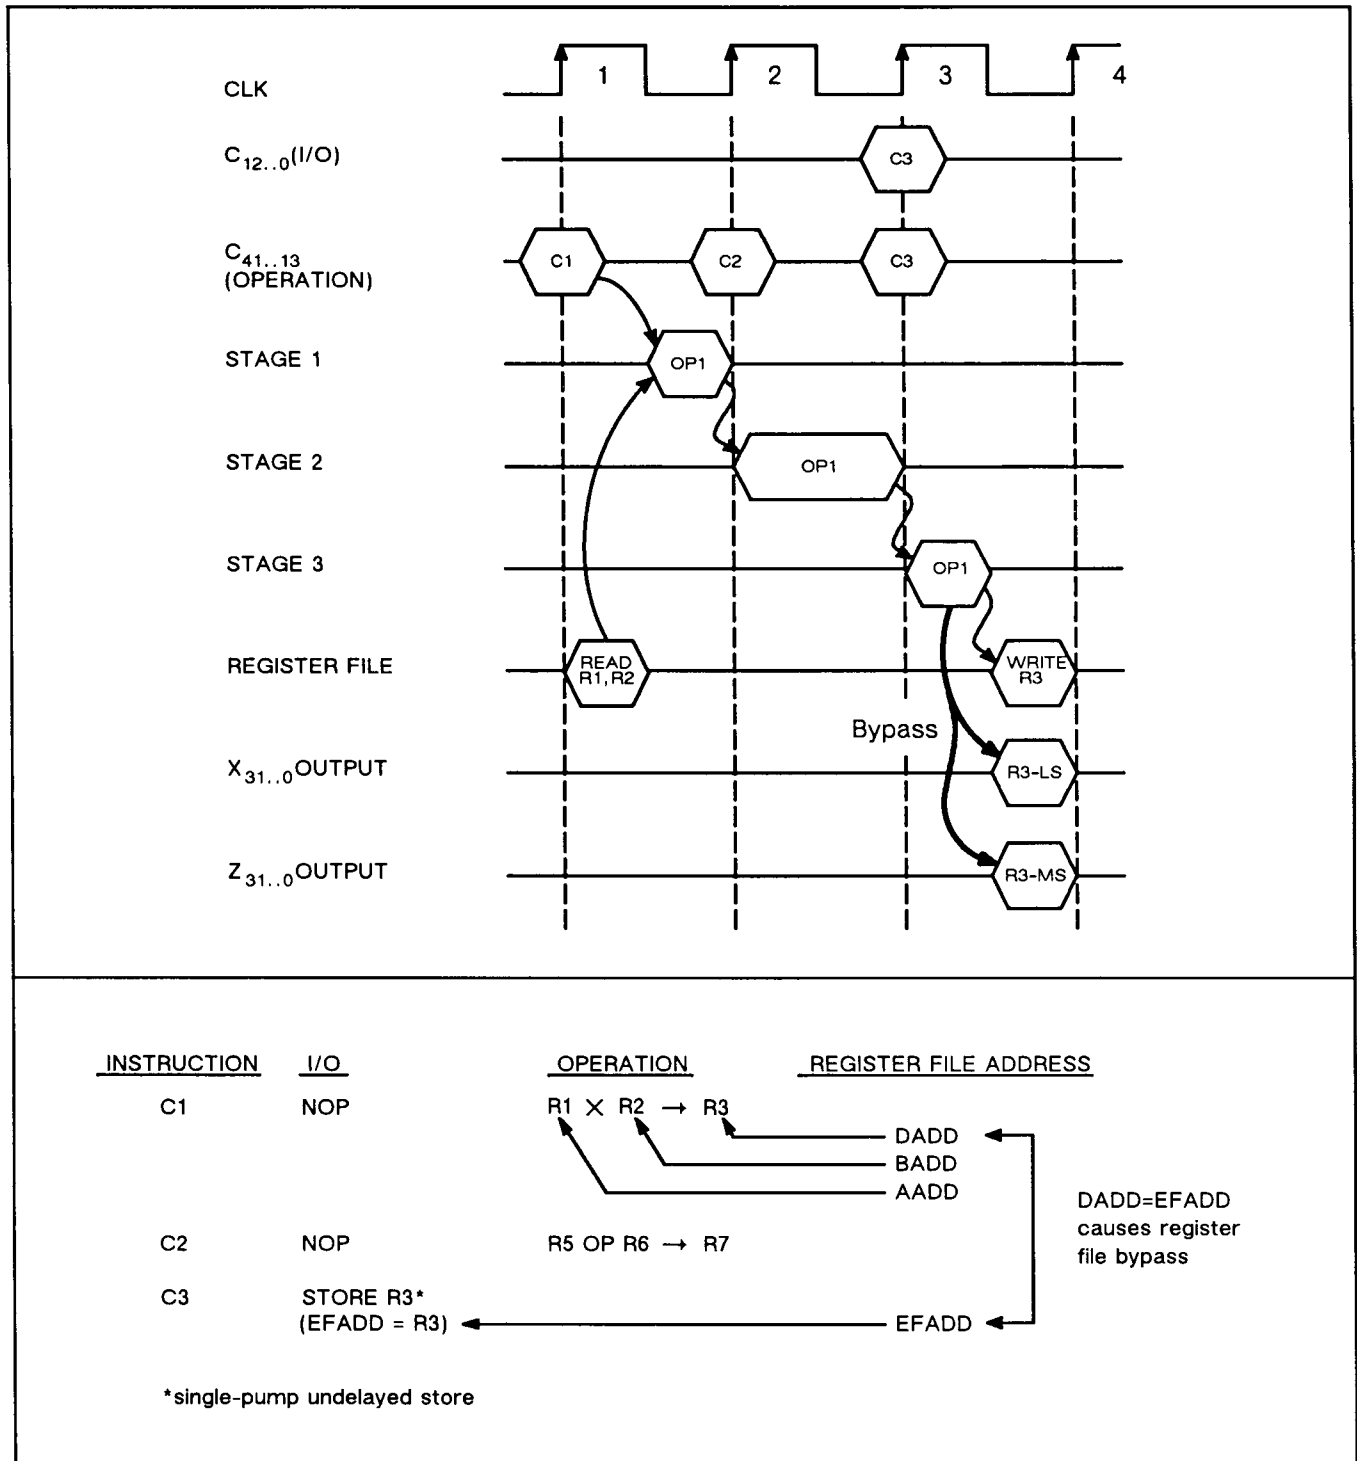 CLK 1 2 3 4
C12..0(I/O) C3
C41..13 C1 C2 C3
(OPERATION)
STAGE 1 OP1
STAGE 2 OP1
STAGE 3 OP1
REGISTER FILE READ R1,R2 WRITE R3
Bypass
X31..0OUTPUT R3-LS
Z31..0OUTPUT R3-MS
INSTRUCTION I/O OPERATION REGISTER FILE ADDRESS
C1 NOP R1 × R2 → R3
DADD
BADD
AADD
DADD=EFADD
causes register
file bypass
C2 NOP R5 OP R6 → R7
C3 STORE R3*
(EFADD = R3) EFADD
*single-pump undelayed store